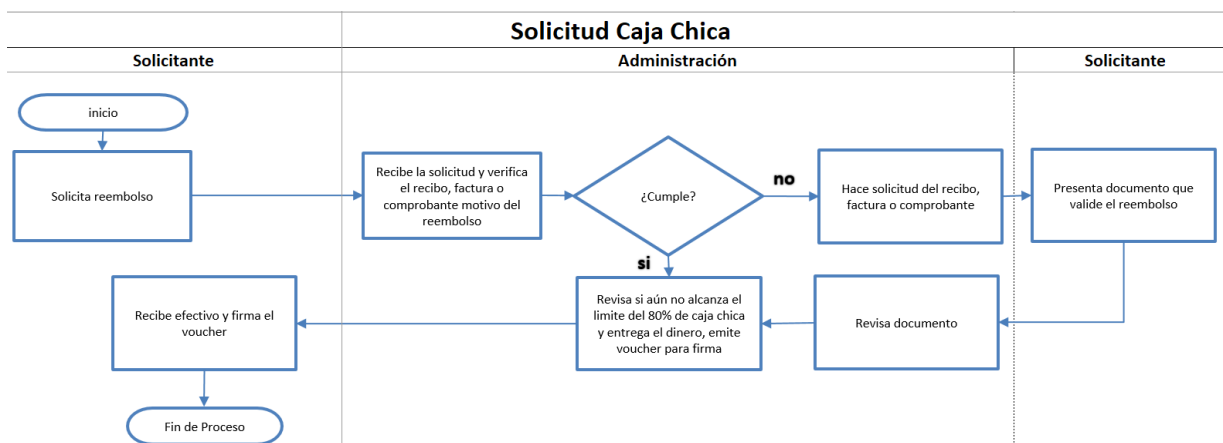 Solicitud Caja Chica
Solicitante
Administración
Solicitante
inicio
Solicita reembolso
Recibe la solicitud y verifica
el recibo, factura o
comprobante motivo del
reembolso
¿Cumple?
no
Hace solicitud del recibo,
factura o comprobante
Presenta documento que
valide el reembolso
si
Recibe efectivo y firma el
voucher
Revisa si aún no alcanza el
limite del 80% de caja chica
y entrega el dinero, emite
voucher para firma
Revisa documento
Fin de Proceso